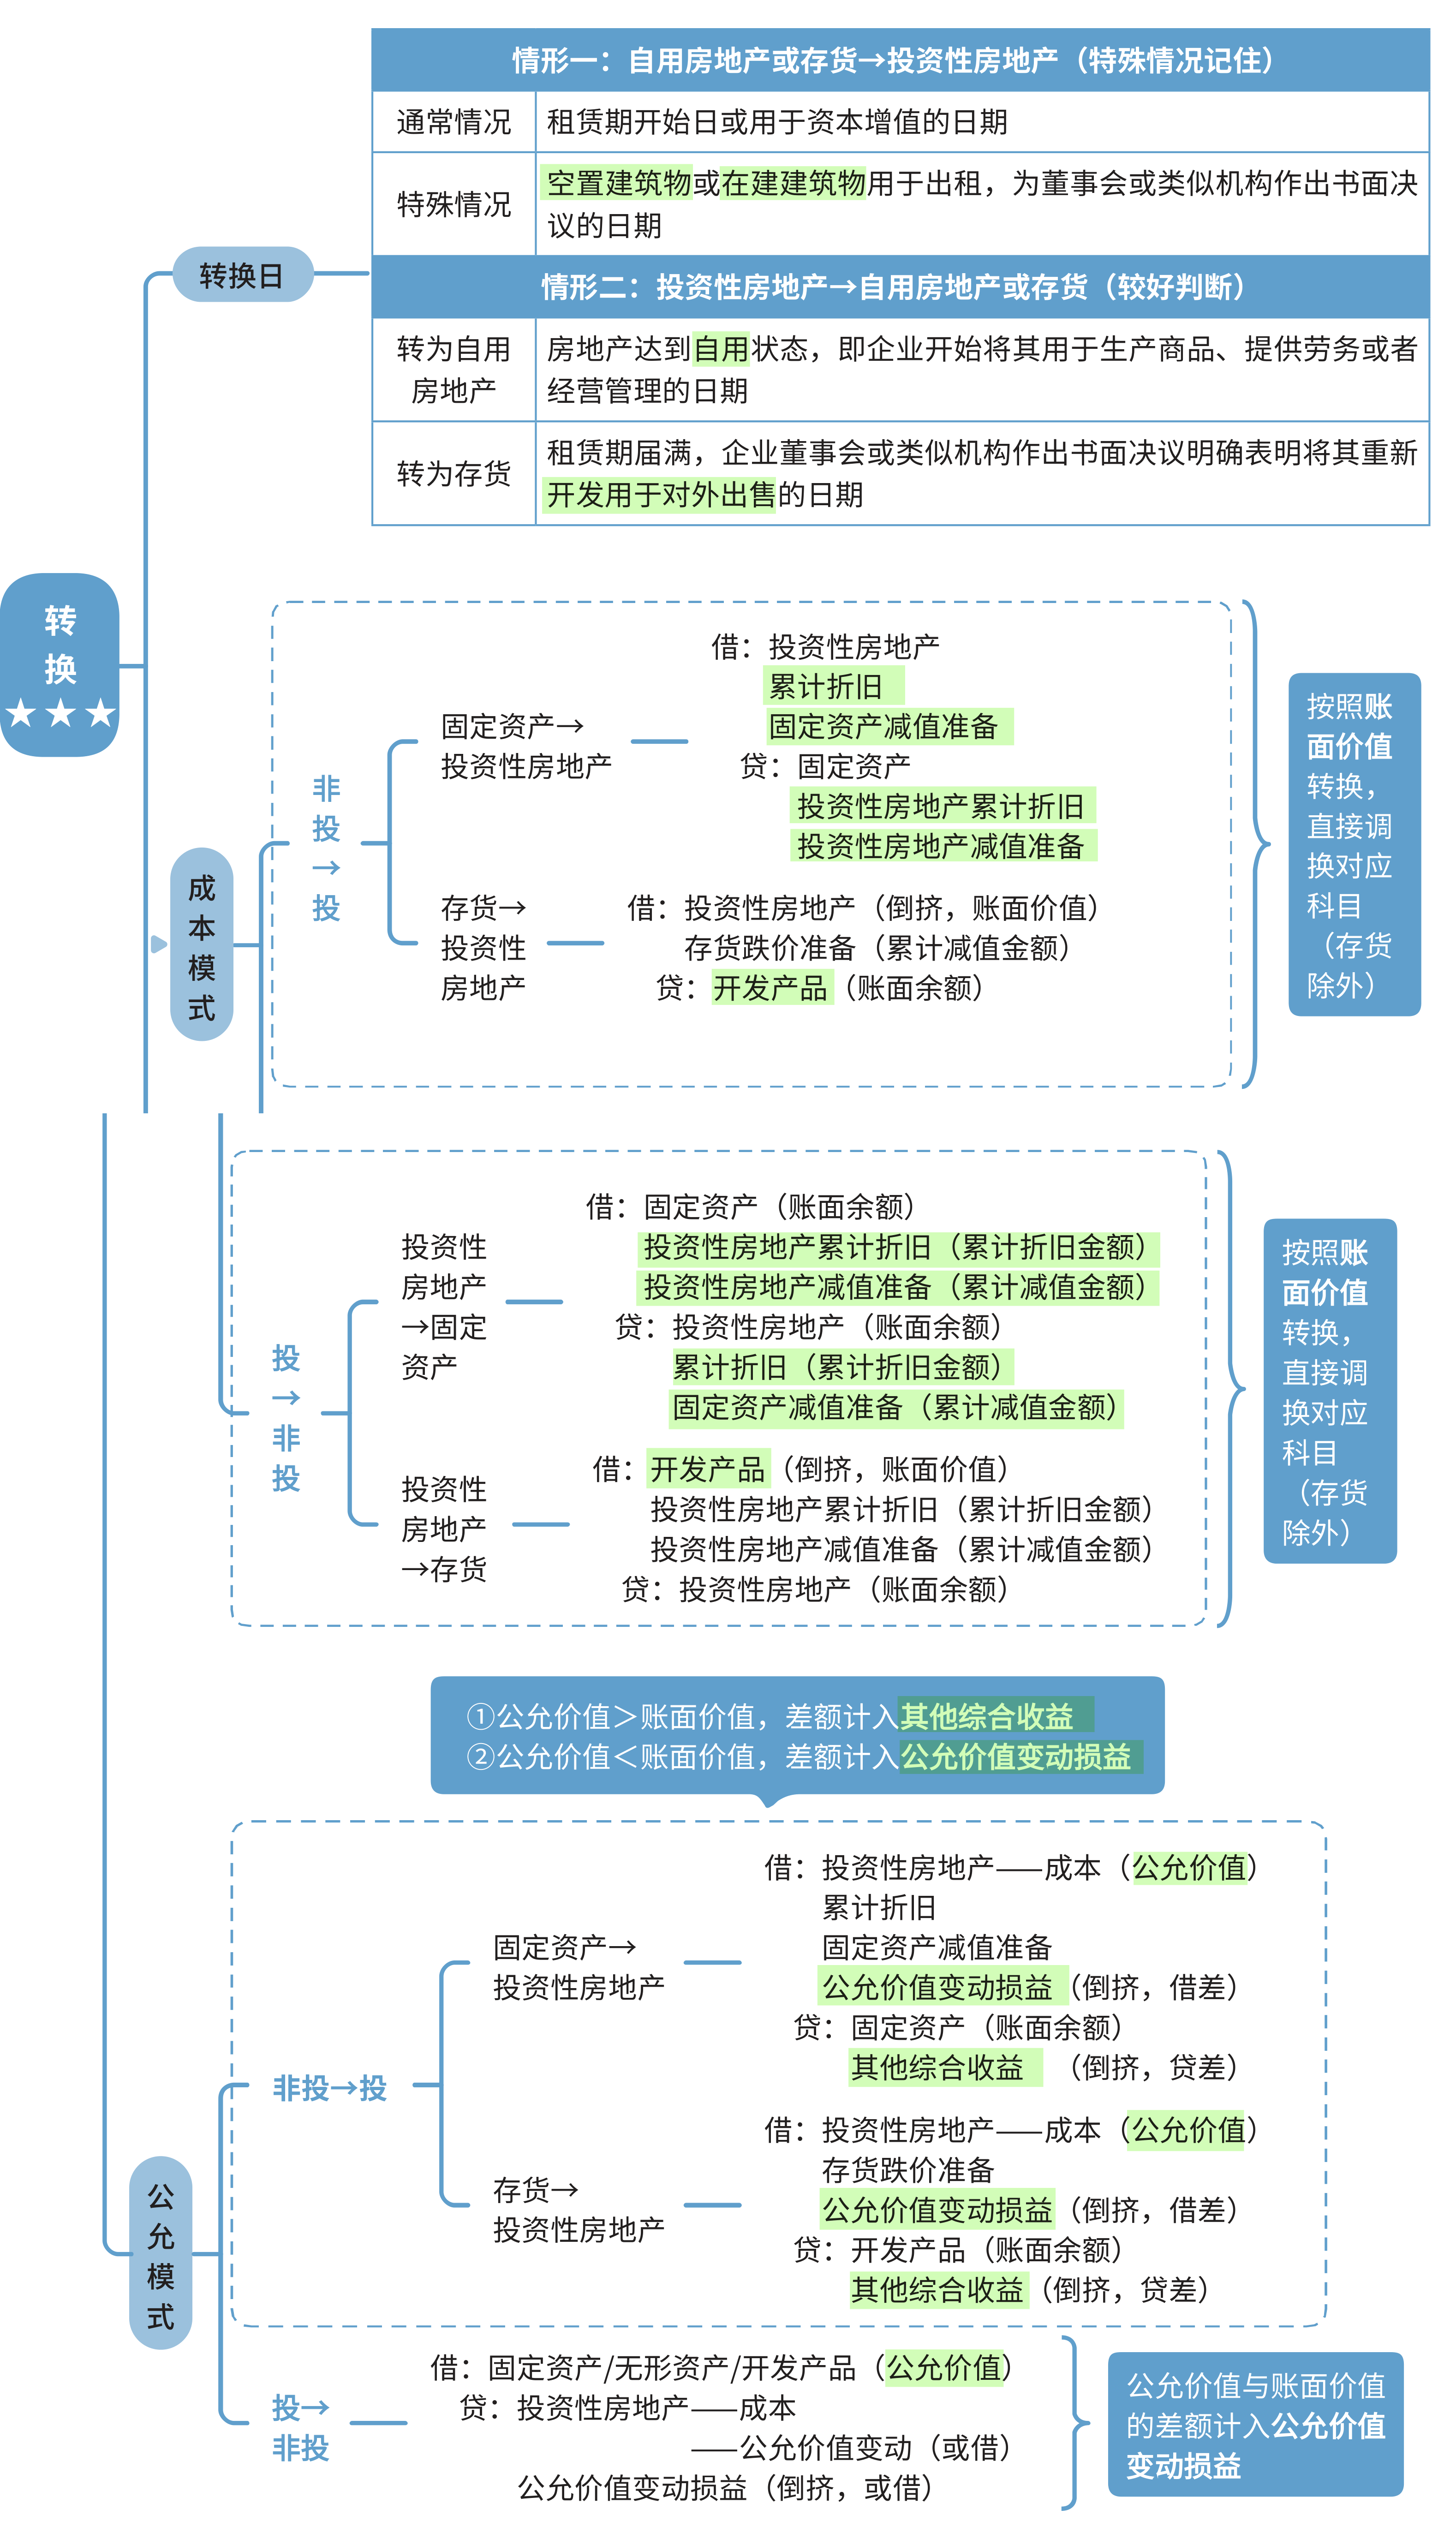 情形一：自用房地产或存货→投资性房地产（特殊情况记住）
通常情况
租赁期开始日或用于资本增值的日期
特殊情况
空置建筑物或在建建筑物用于出租，为董事会或类似机构作出书面决
议的日期
转换日
情形二：投资性房地产→自用房地产或存货（较好判断）
转为自用
房地产
房地产达到自用状态，即企业开始将其用于生产商品、提供劳务或者
经营管理的日期
转为存货
租赁期届满，企业董事会或类似机构作出书面决议明确表明将其重新
开发用于对外出售的日期
转
换
★★★
成
本
模
式
非
投
→
投
固定资产→
投资性房地产
借：投资性房地产
累计折旧
固定资产减值准备
贷：固定资产
投资性房地产累计折旧
投资性房地产减值准备
存货→
投资性
房地产
借：投资性房地产（倒挤，账面价值）
存货跌价准备（累计减值金额）
贷：开发产品（账面余额）
按照账
面价值
转换，
直接调
换对应
科目
（存货
除外）
投
→
非
投
投资性
房地产
→固定
资产
借：固定资产（账面余额）
投资性房地产累计折旧（累计折旧金额）
投资性房地产减值准备（累计减值金额）
贷：投资性房地产（账面余额）
累计折旧（累计折旧金额）
固定资产减值准备（累计减值金额）
投资性
房地产
→存货
借：开发产品（倒挤，账面价值）
投资性房地产累计折旧（累计折旧金额）
投资性房地产减值准备（累计减值金额）
贷：投资性房地产（账面余额）
按照账
面价值
转换，
直接调
换对应
科目
（存货
除外）
①公允价值＞账面价值，差额计入其他综合收益
②公允价值＜账面价值，差额计入公允价值变动损益
公
允
模
式
非投→投
固定资产→
投资性房地产
借：投资性房地产——成本（公允价值）
累计折旧
固定资产减值准备
公允价值变动损益（倒挤，借差）
贷：固定资产（账面余额）
其他综合收益（倒挤，贷差）
存货→
投资性房地产
借：投资性房地产——成本（公允价值）
存货跌价准备
公允价值变动损益（倒挤，借差）
贷：开发产品（账面余额）
其他综合收益（倒挤，贷差）
投→
非投
借：固定资产/无形资产/开发产品（公允价值）
贷：投资性房地产——成本
——公允价值变动（或借）
公允价值变动损益（倒挤，或借）
公允价值与账面价值
的差额计入公允价值
变动损益